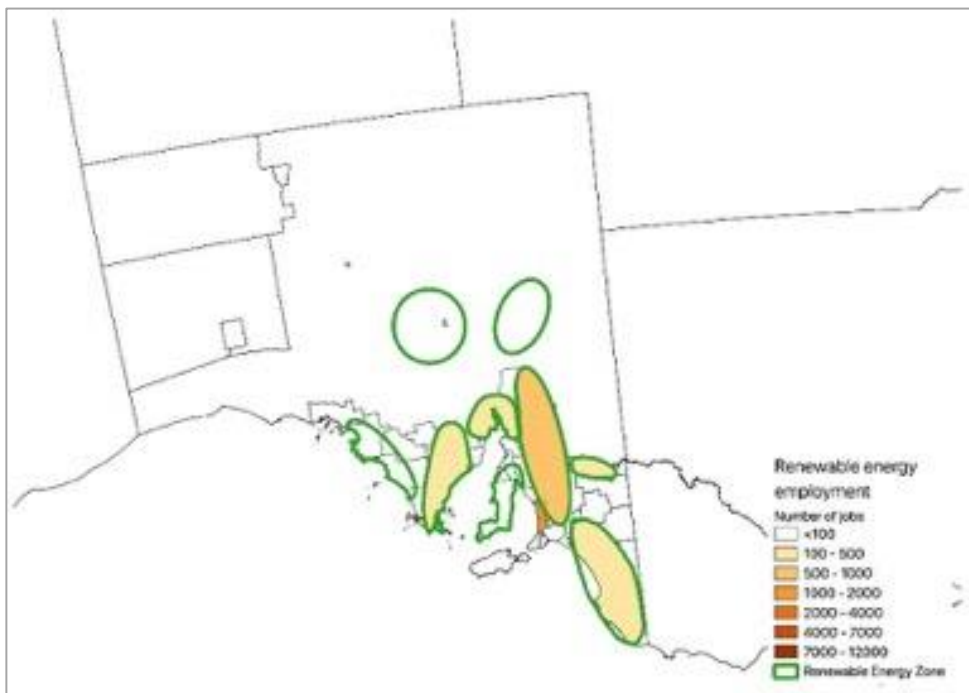 Renewable energy
employment
Number of jobs
<100
100 - 500
500 - 1000
1000 - 2000
2000 - 4000
4000 - 7000
7000 - 12000
Renewable Energy Zone